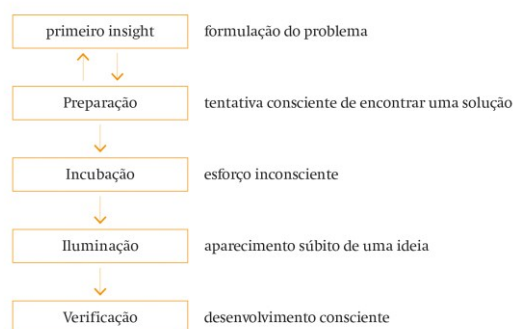 primeiro insight formulação do problema
Preparação tentativa consciente de encontrar uma solução
Incubação esforço inconsciente
Iluminação aparecimento súbito de uma ideia
Verificação desenvolvimento consciente